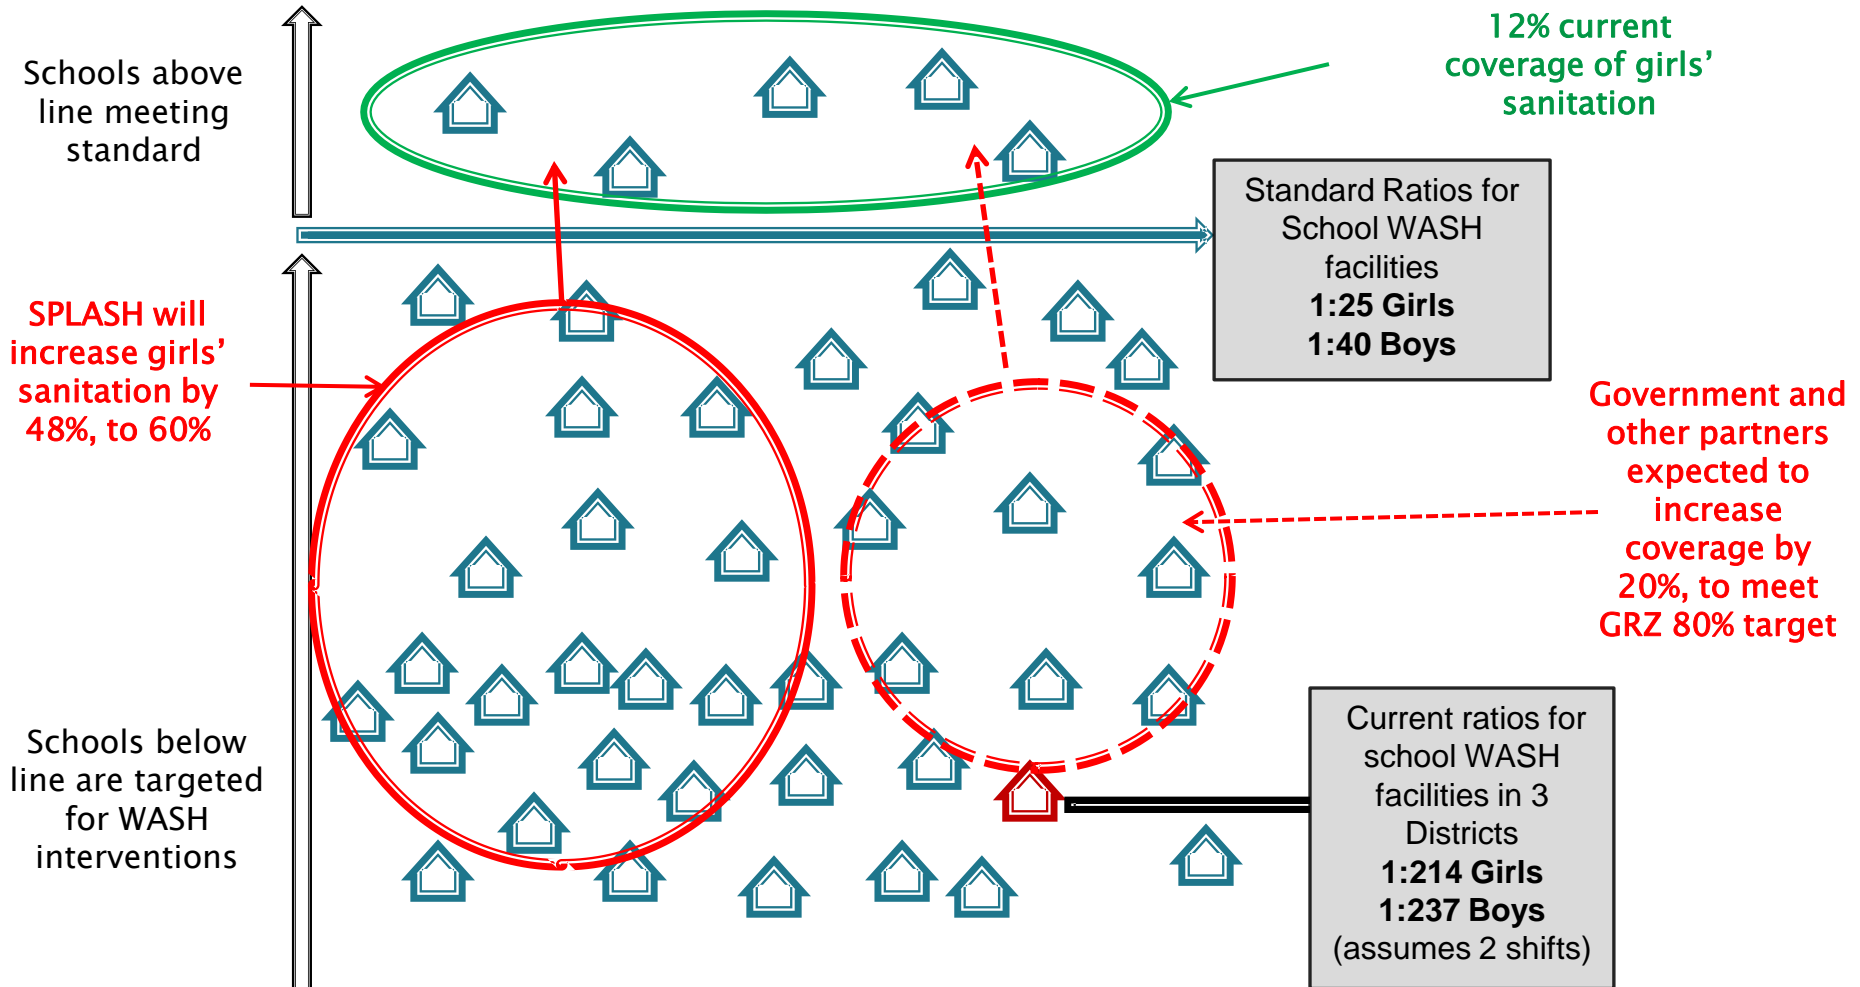 Schools above
line meeting
standard
12% current
coverage of girls’
sanitation
Standard Ratios for
School WASH
facilities
1:25 Girls
1:40 Boys
SPLASH will
increase girls’
sanitation by
48%, to 60%
Government and
other partners
expected to
increase
coverage by
20%, to meet
GRZ 80% target
Schools below
line are targeted
for WASH
interventions
Current ratios for
school WASH
facilities in 3
Districts
1:214 Girls
1:237 Boys
(assumes 2 shifts)